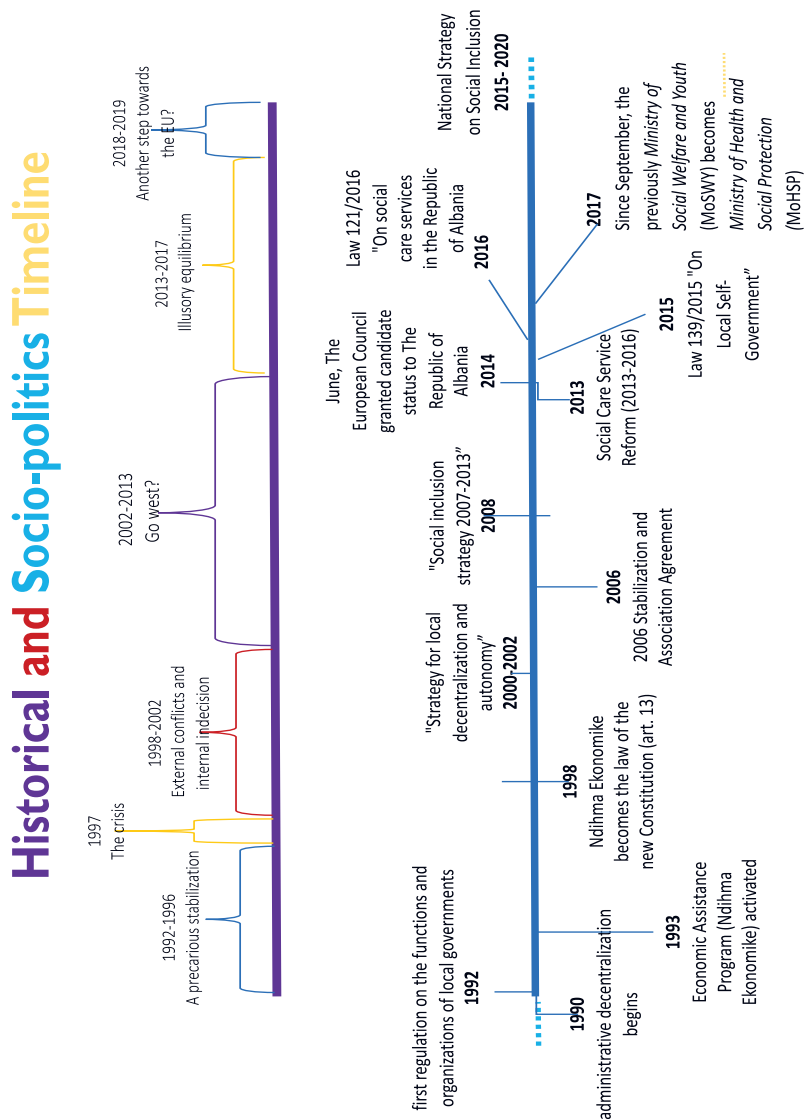 Historical and Socio-politics Timeline
1992-1996
A precarious stabilization
1997
The crisis
1998-2002
External conflicts and
internal indecision
2002-2013
Go west?
2013-2017
Illusory equilibrium
2018-2019
Another step towards
the EU?
first regulation on the functions and
organizations of local governments
1992
"Strategy for local
decentralization and
autonomy”
2000-2002
"Social inclusion
strategy 2007-2013”
2008
June, The
European Council
granted candidate
status to The
Republic of
Albania
2014
Law 121/2016
"On social
care services
in the Republic
of Albania
2016
National Strategy
on Social Inclusion
2015- 2020
1990
administrative decentralization
begins
1993
Economic Assistance
Program (Ndihma
Ekonomike) activated
1998
Ndihma Ekonomike
becomes the law of the
new Constitution (art. 13)
2006
2006 Stabilization and
Association Agreement
2013
Social Care Service
Reform (2013-2016)
2015
Law 139/2015 "On
Local Self-
Government”
2017
Since September, the
previously Ministry of
Social Welfare and Youth
(MoSWY) becomes
Ministry of Health and
Social Protection
(MoHSP)